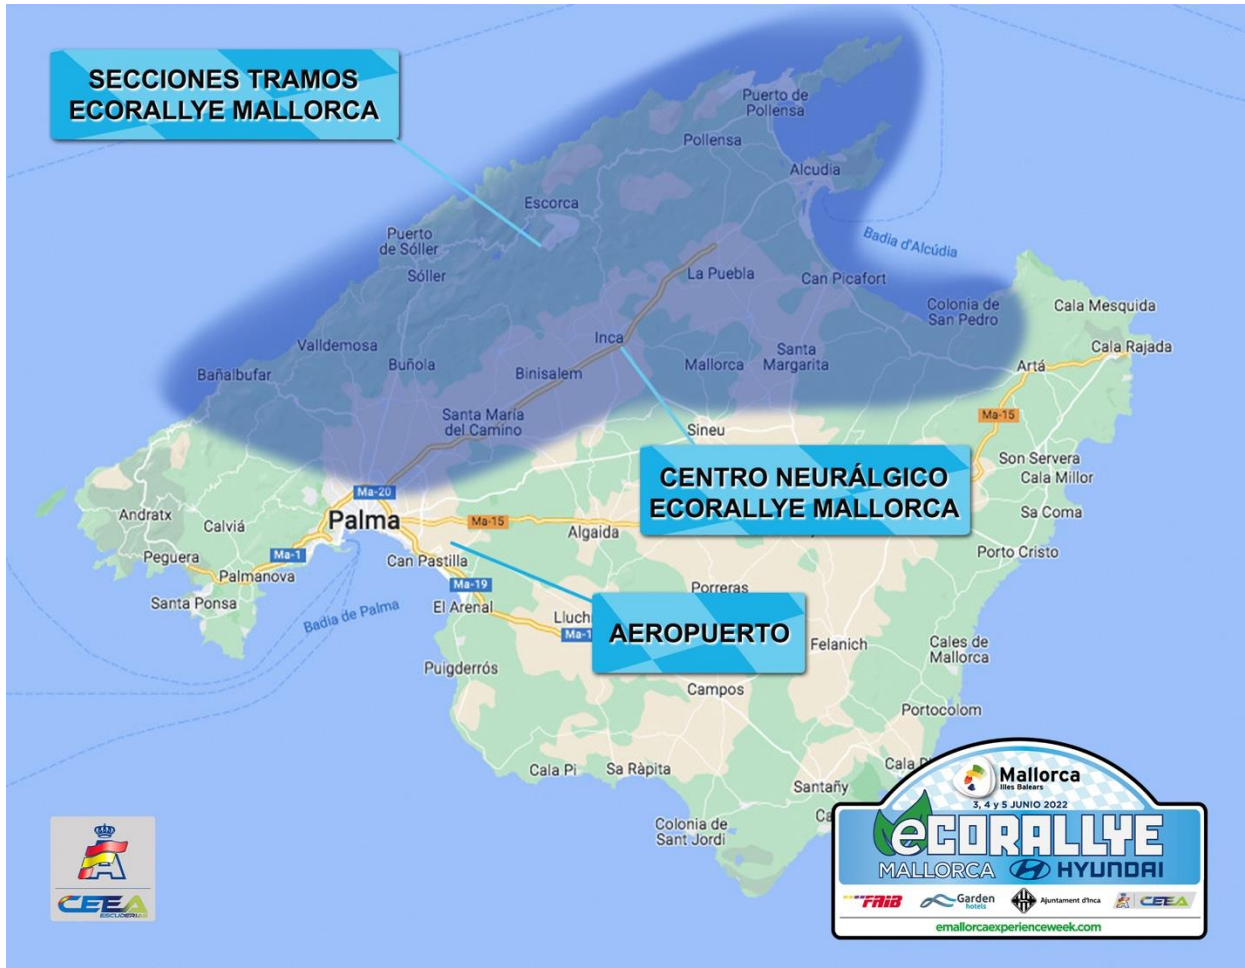 SECCIONES TRAMOS
ECORALLYE MALLORCA
Puerto de
Pollensa
Pollensa
Alcudia
Escorca
Puerto
de Sóller
Sóller
Badia d'Alcúdia
La Puebla
Can Picafort
Colonia de
San Pedro
Cala Mesquida
Cala Rajada
Artá
Inca
Valldemosa
Buñola
Bañalbufar
Binisalem
Mallorca
Santa
Margarita
Santa Maria
del Camino
Sineu
Ma-15
CENTRO NEURÁLGICO
ECORALLYE MALLORCA
Son Servera
Cala Millor
Sa Coma
Porto Cristo
Ma-20
Palma
Ma-15
Algaida
Andratx
Calviá
Peguera
Ma-1
Palmanova
Santa Ponsa
Can Pastilla
Ma-19
El Arenal
Badia de Palma
Lluch
Ma-1
Porreras
AEROPUERTO
Felanich
Cales de
Mallorca
Puigderrós
Campos
Portocolom
Cala Pi
Sa Ràpita
Santañy
Cala
Ca
Colonia de
Sant Jordi
Mallorca
Illes Balears
3, 4 y 5 JUNIO 2022
eCORALLYE
MALLORCA HYUNDAI
FAIB
Garden
hotels
Ajuntament d'Inca
CEEA
emallorcaexperienceweek.com
CEEA
ESCUDERIAS